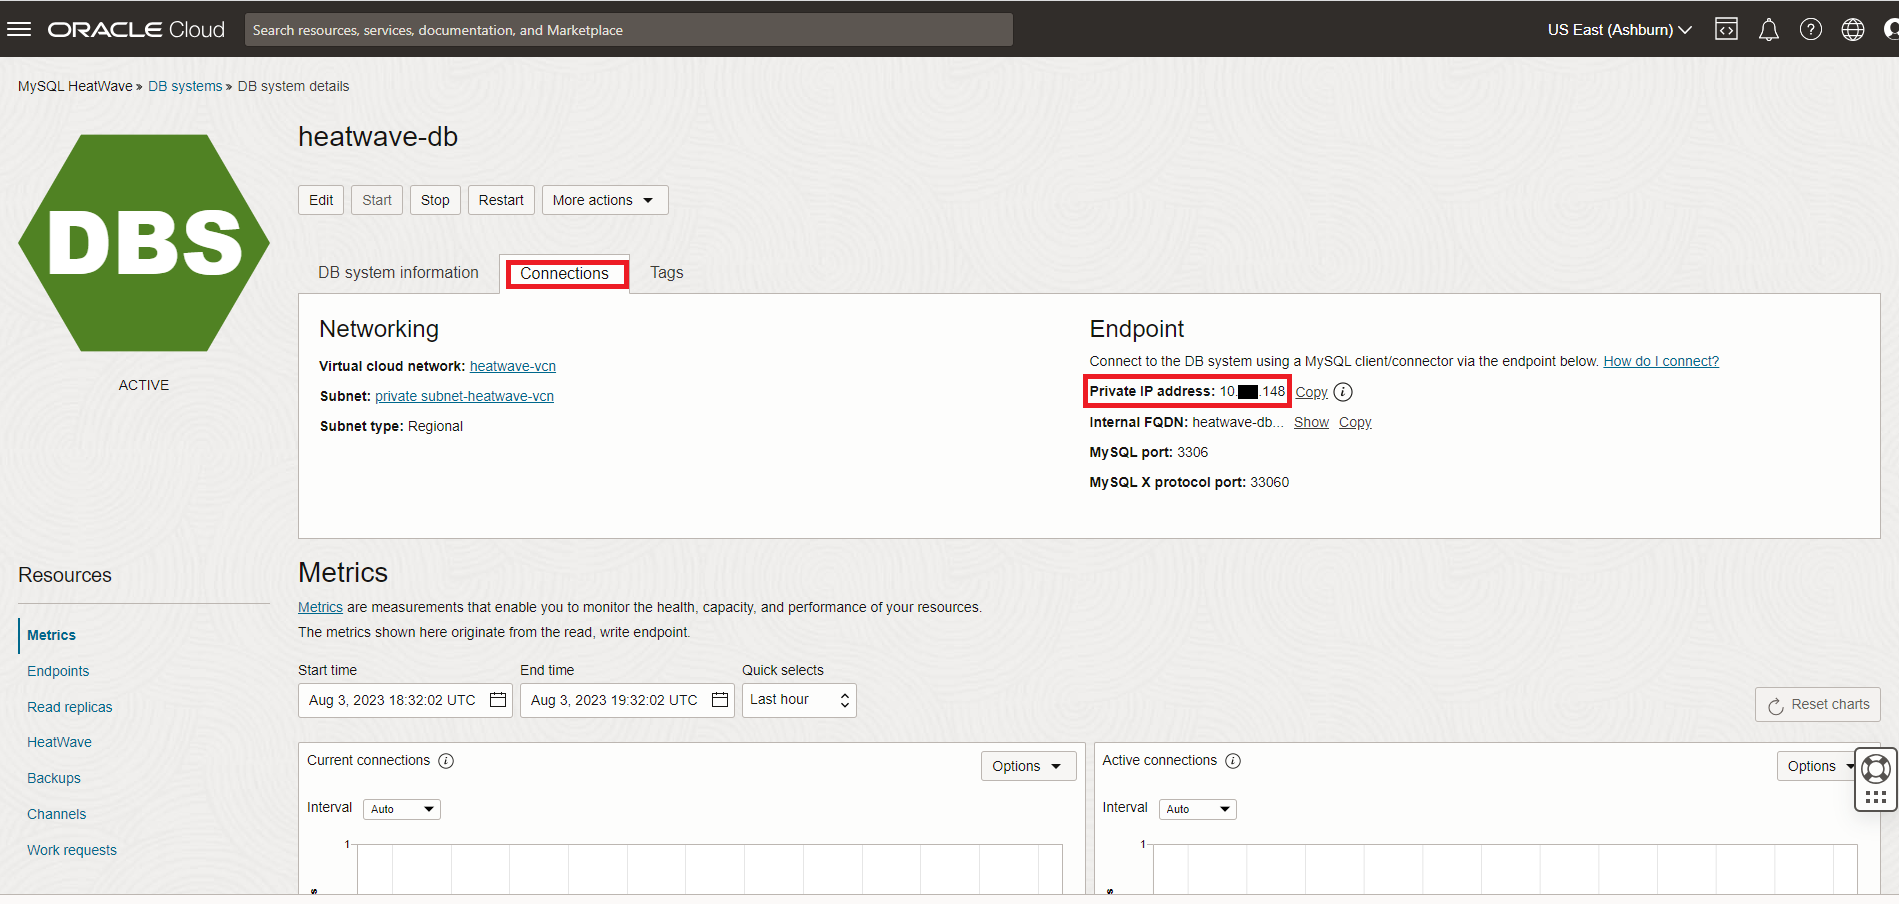 ORACLE Cloud
Search resources, services, documentation, and Marketplace
US East (Ashburn)
MySQL HeatWave » DB systems » DB system details
DBS
ACTIVE
heatwave-db
Edit Start Stop Restart More actions
DB system information Connections Tags
Networking
Virtual cloud network: heatwave-vcn
Subnet: private subnet-heatwave-vcn
Subnet type: Regional
Endpoint
Connect to the DB system using a MySQL client/connector via the endpoint below. How do I connect?
Private IP address: 10. .148 Copy
Internal FQDN: heatwave-db... Show Copy
MySQL port: 3306
MySQL X protocol port: 33060
Resources
Metrics
Endpoints
Read replicas
HeatWave
Backups
Channels
Work requests
Metrics
Metrics are measurements that enable you to monitor the health, capacity, and performance of your resources.
The metrics shown here originate from the read, write endpoint.
Start time End time Quick selects
Aug 3, 2023 18:32:02 UTC Aug 3, 2023 19:32:02 UTC Last hour
Reset charts
Current connections Options
Interval Auto
1
Active connections Options
Interval Auto
1